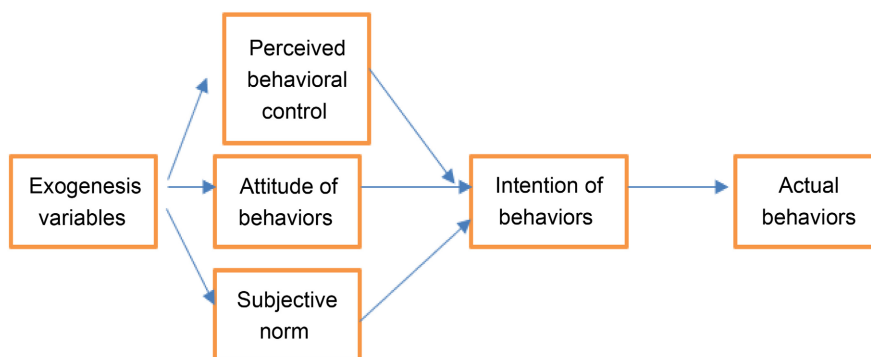 Perceived
behavioral
control
Exogenesis
variables
Attitude of
behaviors
Intention of
behaviors
Actual
behaviors
Subjective
norm